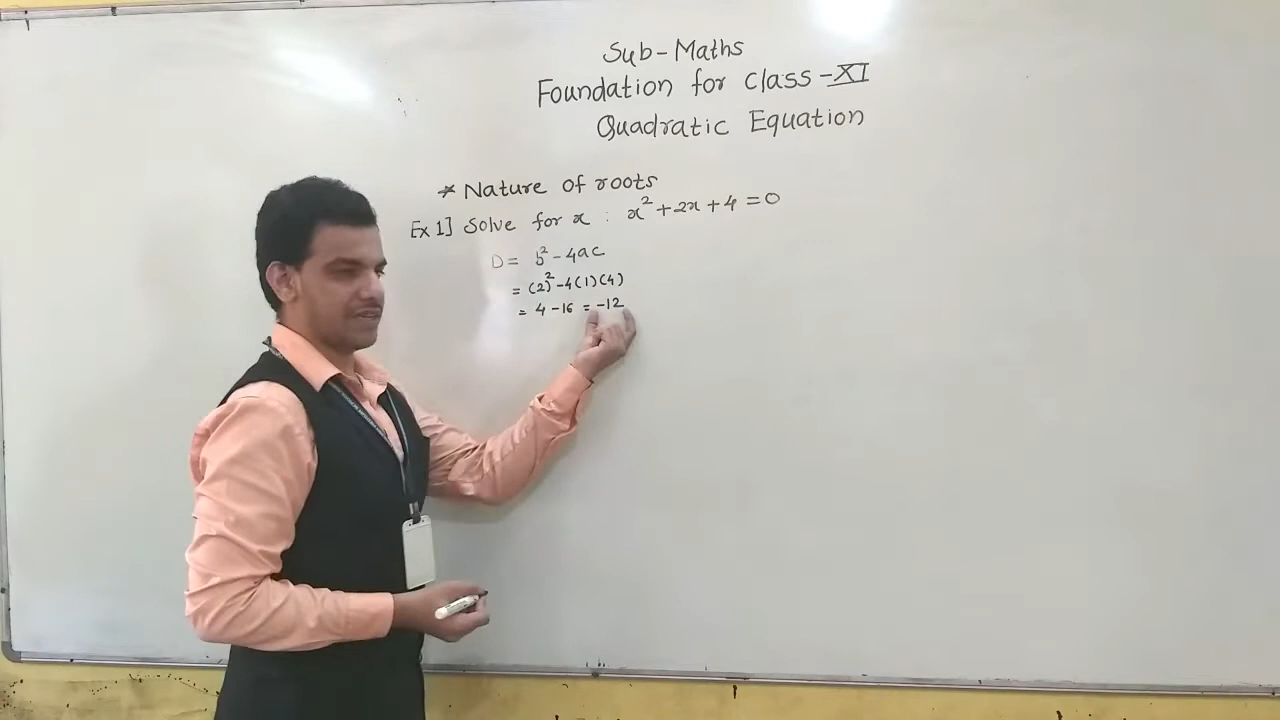 Sub-Maths
Foundation for class-XI
Quadratic Equation
* Nature of roots
Ex 1] Solve for x : x² + 2x + 4 = 0
D = b² - 4ac
= (2)² - 4(1)(4)
= 4 - 16 = -12